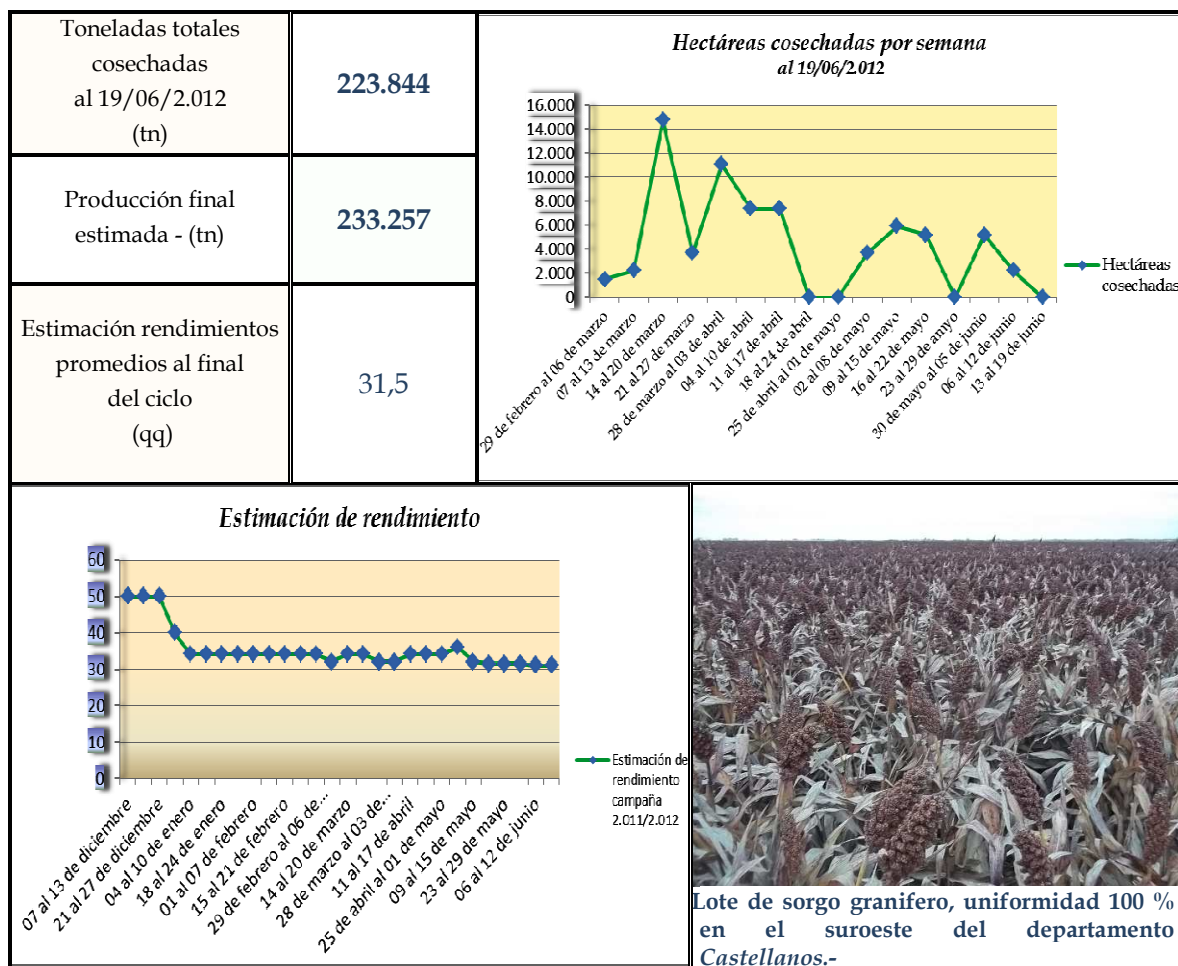 Toneladas totales
cosechadas
al 19/06/2.012
(tn)
223.844
Producción final
estimada - (tn)
233.257
Estimación rendimientos
promedios al final
del ciclo
(qq)
31,5
Hectáreas cosechadas por semana
al 19/06/2.012
16.000
14.000
12.000
10.000
8.000
6.000
4.000
2.000
0
29 de febrero al 06 de marzo
07 al 13 de marzo
14 al 20 de marzo
21 al 27 de marzo
28 de marzo al 03 de abril
04 al 10 de abril
11 al 17 de abril
18 al 24 de abril
25 de abril al 01 de mayo
02 al 08 de mayo
09 al 15 de mayo
16 al 22 de mayo
23 al 29 de amyo
30 de mayo al 05 de junio
06 al 12 de junio
13 al 19 de junio
Hectáreas
cosechadas
Estimación de rendimiento
60
50
40
30
20
10
0
07 al 13 de diciembre
21 al 27 de diciembre
04 al 10 de enero
18 al 24 de enero
01 al 07 de febrero
15 al 21 de febrero
29 de febrero al 06 de...
14 al 20 de marzo
28 de marzo al 03 de...
11 al 17 de abril
25 de abril al 01 de mayo
09 al 15 de mayo
23 al 29 de mayo
06 al 12 de junio
Estimación de
rendimiento
campaña
2.011/2.012
Lote de sorgo granifero, uniformidad 100 %
en el suroeste del departamento
Castellanos.-